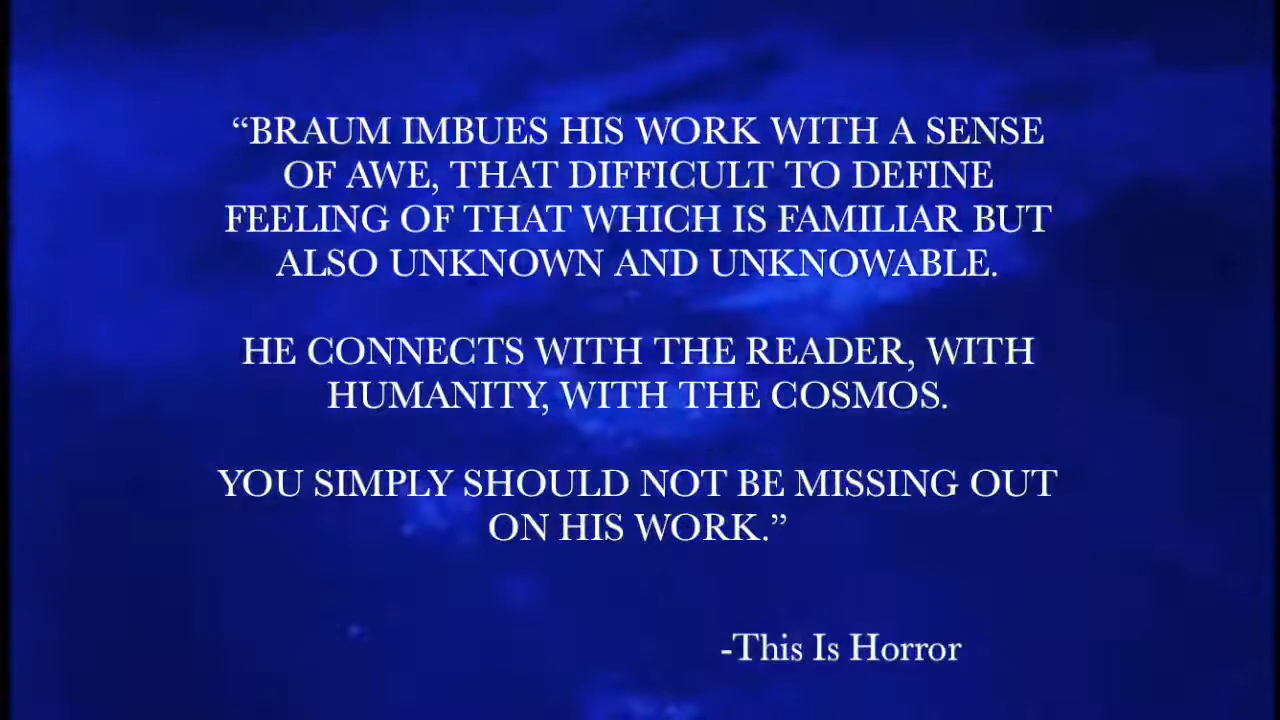 “BRAUM IMBUES HIS WORK WITH A SENSE
OF AWE, THAT DIFFICULT TO DEFINE
FEELING OF THAT WHICH IS FAMILIAR BUT
ALSO UNKNOWN AND UNKNOWABLE.
HE CONNECTS WITH THE READER, WITH
HUMANITY, WITH THE COSMOS.
YOU SIMPLY SHOULD NOT BE MISSING OUT
ON HIS WORK.”
-This Is Horror